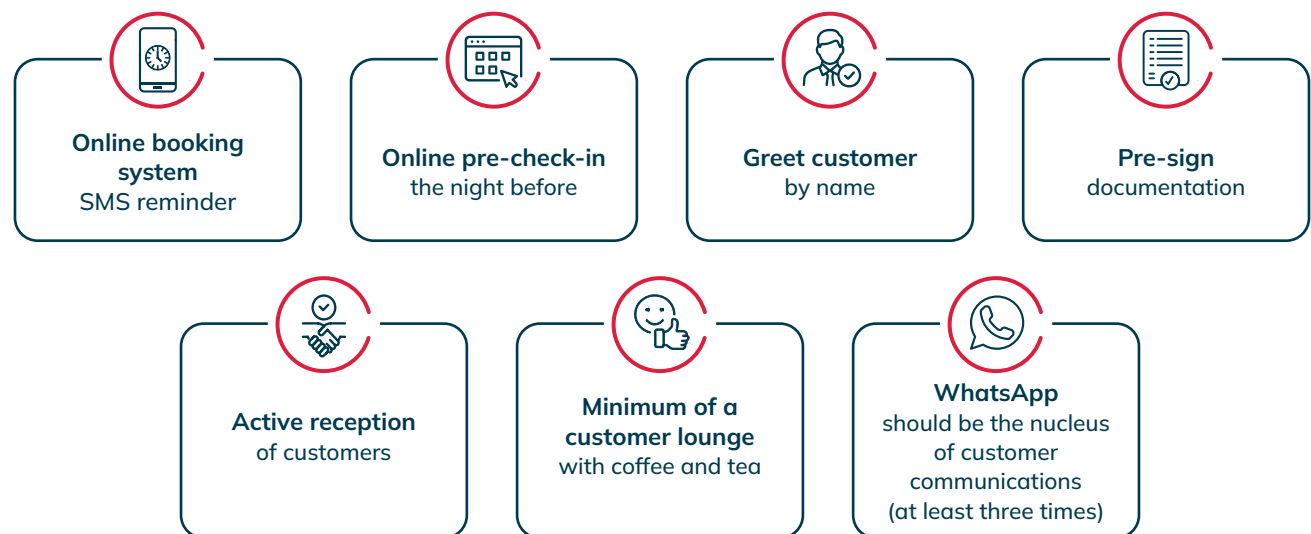 Online booking
system
SMS reminder
Online pre-check-in
the night before
Greet customer
by name
Pre-sign
documentation
Active reception
of customers
Minimum of a
customer lounge
with coffee and tea
WhatsApp
should be the nucleus
of customer
communications
(at least three times)